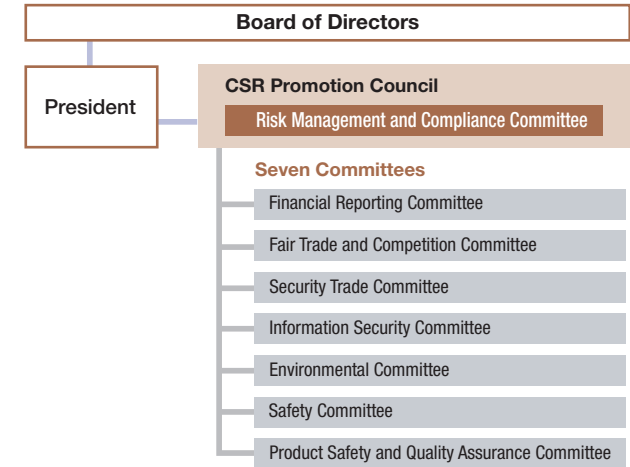 Board of Directors
President
CSR Promotion Council
Risk Management and Compliance Committee
Seven Committees
Financial Reporting Committee
Fair Trade and Competition Committee
Security Trade Committee
Information Security Committee
Environmental Committee
Safety Committee
Product Safety and Quality Assurance Committee